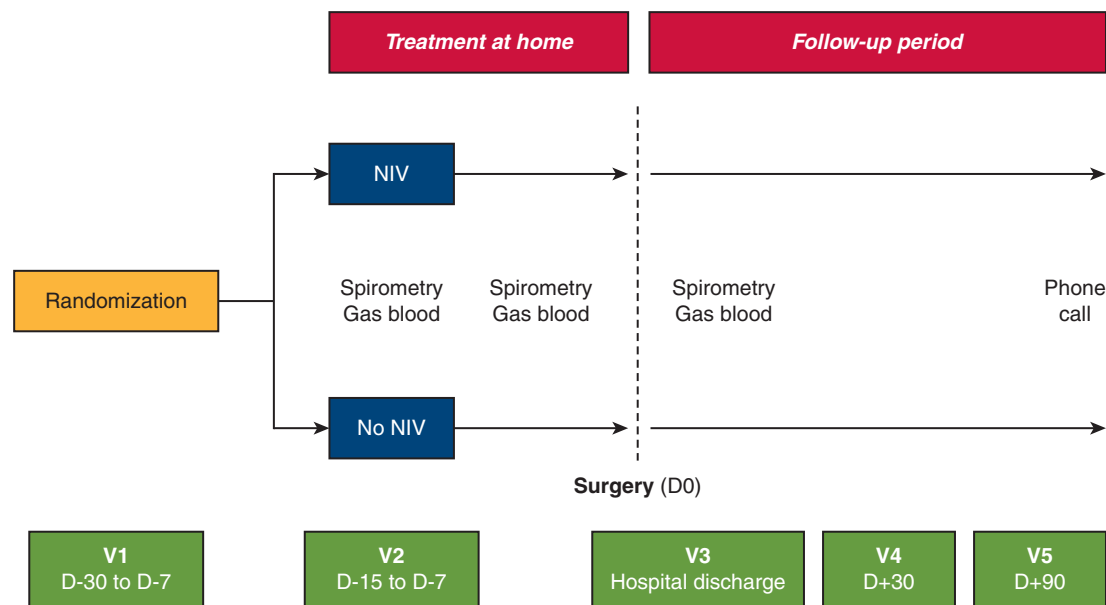 Treatment at home
Follow-up period
NIV
Randomization
Spirometry
Gas blood
Spirometry
Gas blood
Spirometry
Gas blood
Phone
call
No NIV
Surgery (D0)
V1
D-30 to D-7
V2
D-15 to D-7
V3
Hospital discharge
V4
D+30
V5
D+90